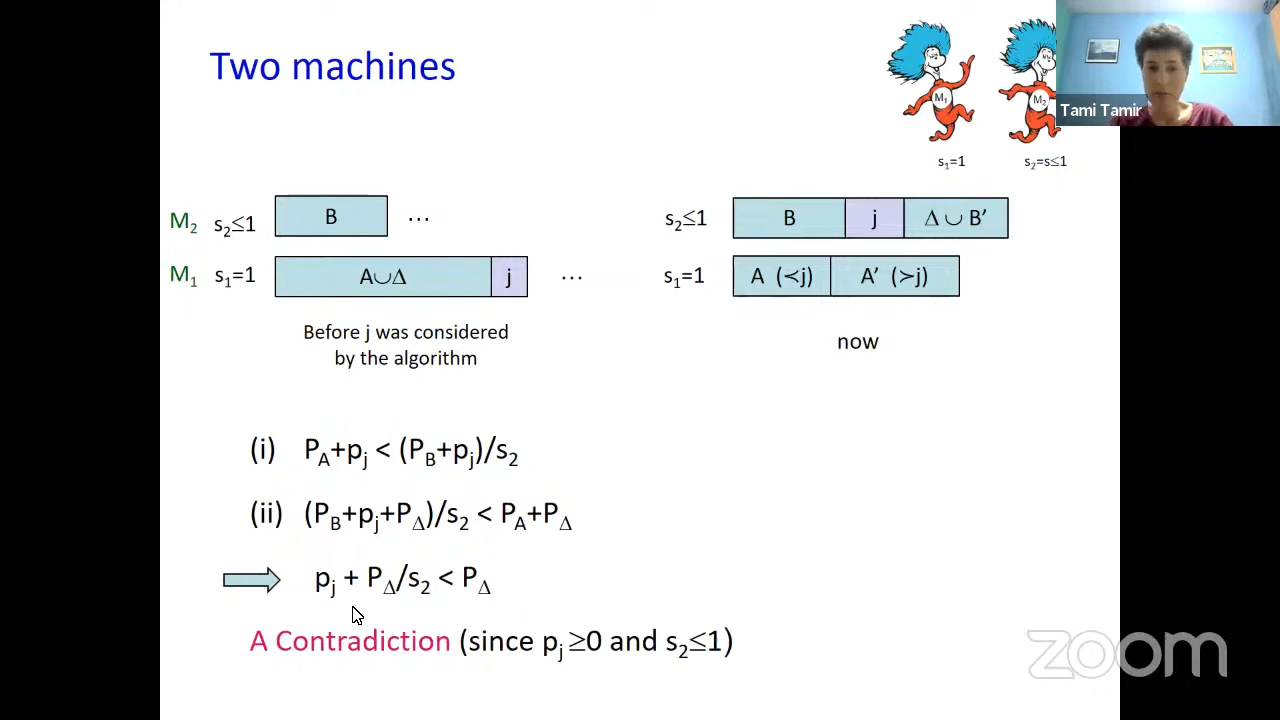 Two machines
M1
M2
Tami Tamir
s₁=1
s₂=s≤1
M₂ s₂≤1 B ...
M₁ s₁=1 A∪Δ j ...
Before j was considered
by the algorithm
s₂≤1 B j Δ ∪ B’
s₁=1 A (≺j) A’ (≻j)
now
(i) P_A+p_j < (P_B+p_j)/s₂
(ii) (P_B+p_j+P_Δ)/s₂ < P_A+P_Δ
p_j + P_Δ/s₂ < P_Δ
A Contradiction (since p_j ≥0 and s₂≤1)
zoom